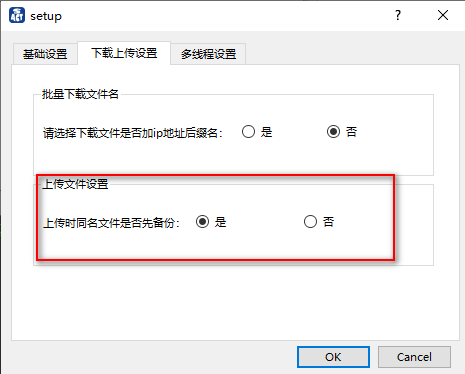 setup
?
基础设置 下载上传设置 多线程设置
批量下载文件名
请选择下载文件是否加ip地址后缀名： 是 否
上传文件设置
上传时同名文件是否先备份： 是 否
OK Cancel